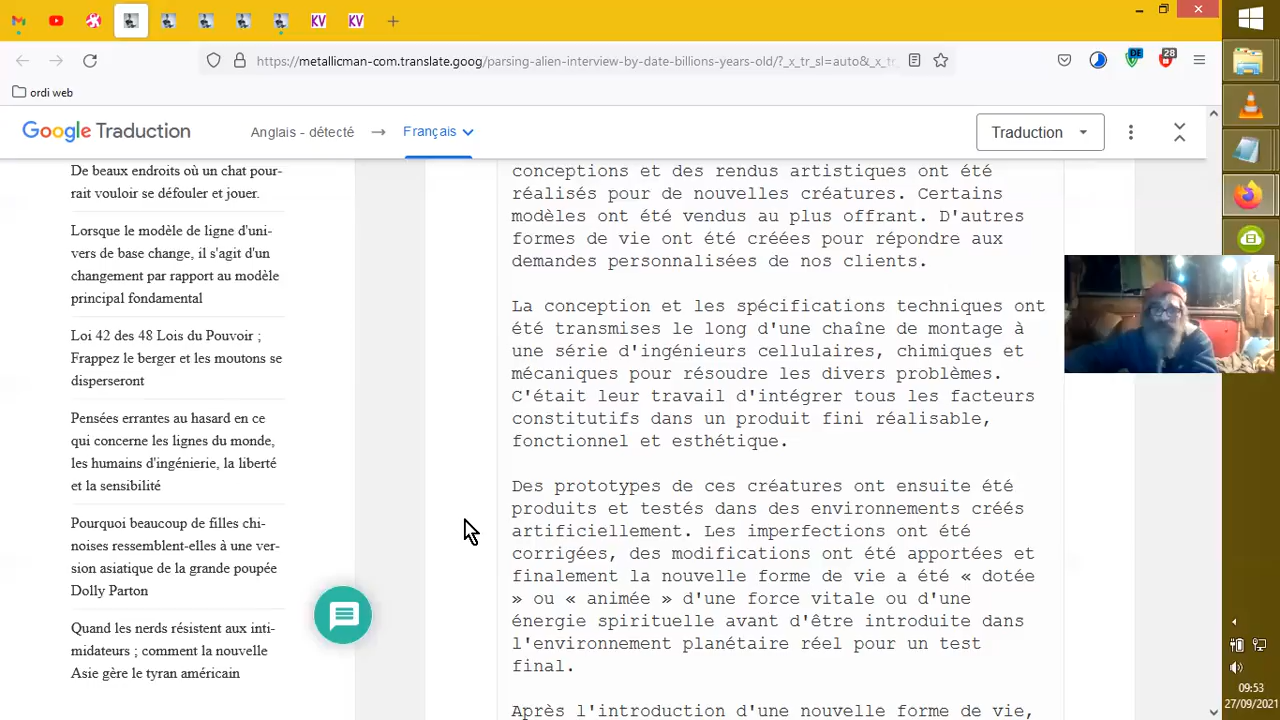 KV
KV
https://metallicman-com.translate.goog/parsing-alien-interview-by-date-billions-years-old/?_x_tr_sl=auto&_x_tr
DE
28
ordi web
Google Traduction
Anglais - détecté
Français
Traduction
De beaux endroits où un chat pour-
rait vouloir se défouler et jouer.
Lorsque le modèle de ligne d'uni-
vers de base change, il s'agit d'un
changement par rapport au modèle
principal fondamental
Loi 42 des 48 Lois du Pouvoir ;
Frappez le berger et les moutons se
disperseront
Pensées errantes au hasard en ce
qui concerne les lignes du monde,
les humains d'ingénierie, la liberté
et la sensibilité
Pourquoi beaucoup de filles chi-
noises ressemblent-elles à une ver-
sion asiatique de la grande poupée
Dolly Parton
Quand les nerds résistent aux inti-
midateurs ; comment la nouvelle
Asie gère le tyran américain
conceptions et des rendus artistiques ont été
réalisés pour de nouvelles créatures. Certains
modèles ont été vendus au plus offrant. D'autres
formes de vie ont été créées pour répondre aux
demandes personnalisées de nos clients.
La conception et les spécifications techniques ont
été transmises le long d'une chaîne de montage à
une série d'ingénieurs cellulaires, chimiques et
mécaniques pour résoudre les divers problèmes.
C'était leur travail d'intégrer tous les facteurs
constitutifs dans un produit fini réalisable,
fonctionnel et esthétique.
Des prototypes de ces créatures ont ensuite été
produits et testés dans des environnements créés
artificiellement. Les imperfections ont été
corrigées, des modifications ont été apportées et
finalement la nouvelle forme de vie a été « dotée
» ou « animée » d'une force vitale ou d'une
énergie spirituelle avant d'être introduite dans
l'environnement planétaire réel pour un test
final.
Après l'introduction d'une nouvelle forme de vie,
09:53
27/09/2021